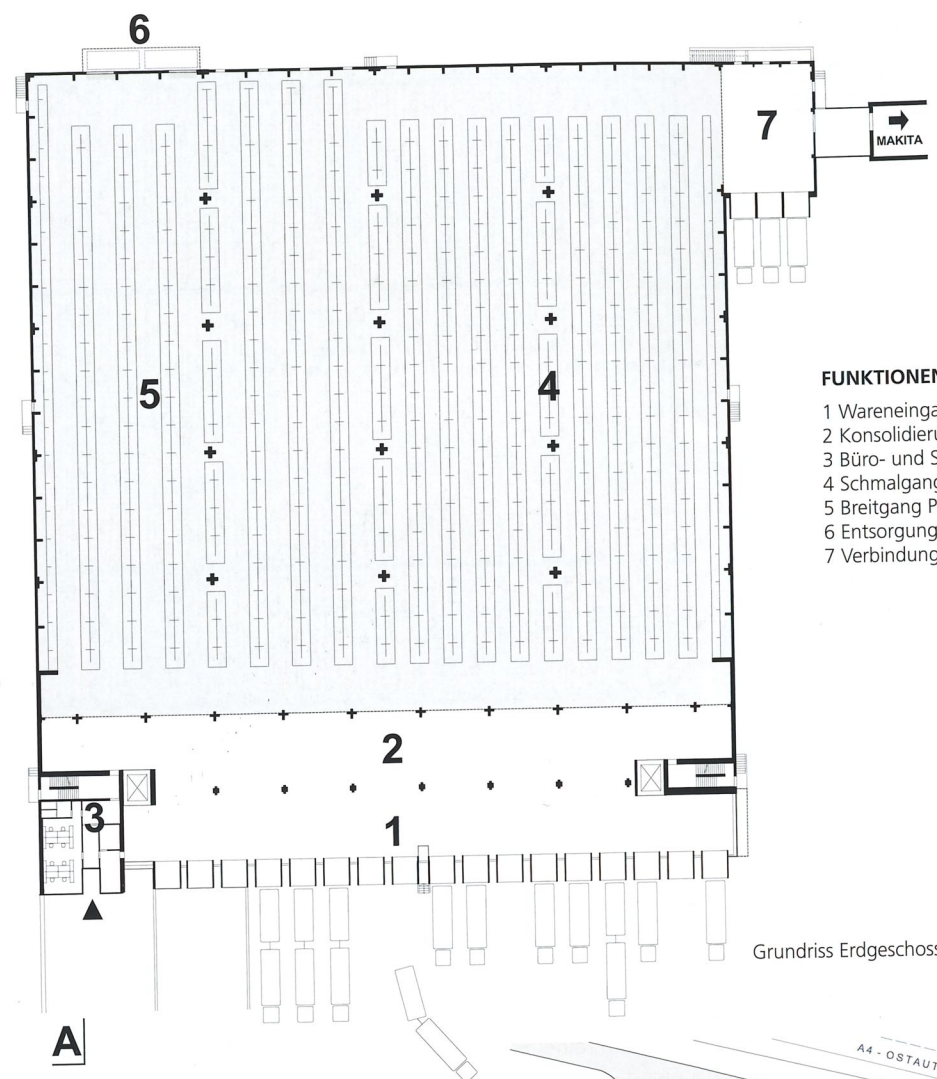 6
7
MAKITA
5
4
FUNKTIONEN
1 Wareneinga
2 Konsolidieru
3 Büro- und S
4 Schmalgang
5 Breitgang P
6 Entsorgung
7 Verbindung
2
3
1
Grundriss Erdgeschoss
A
A4 - OSTAUT